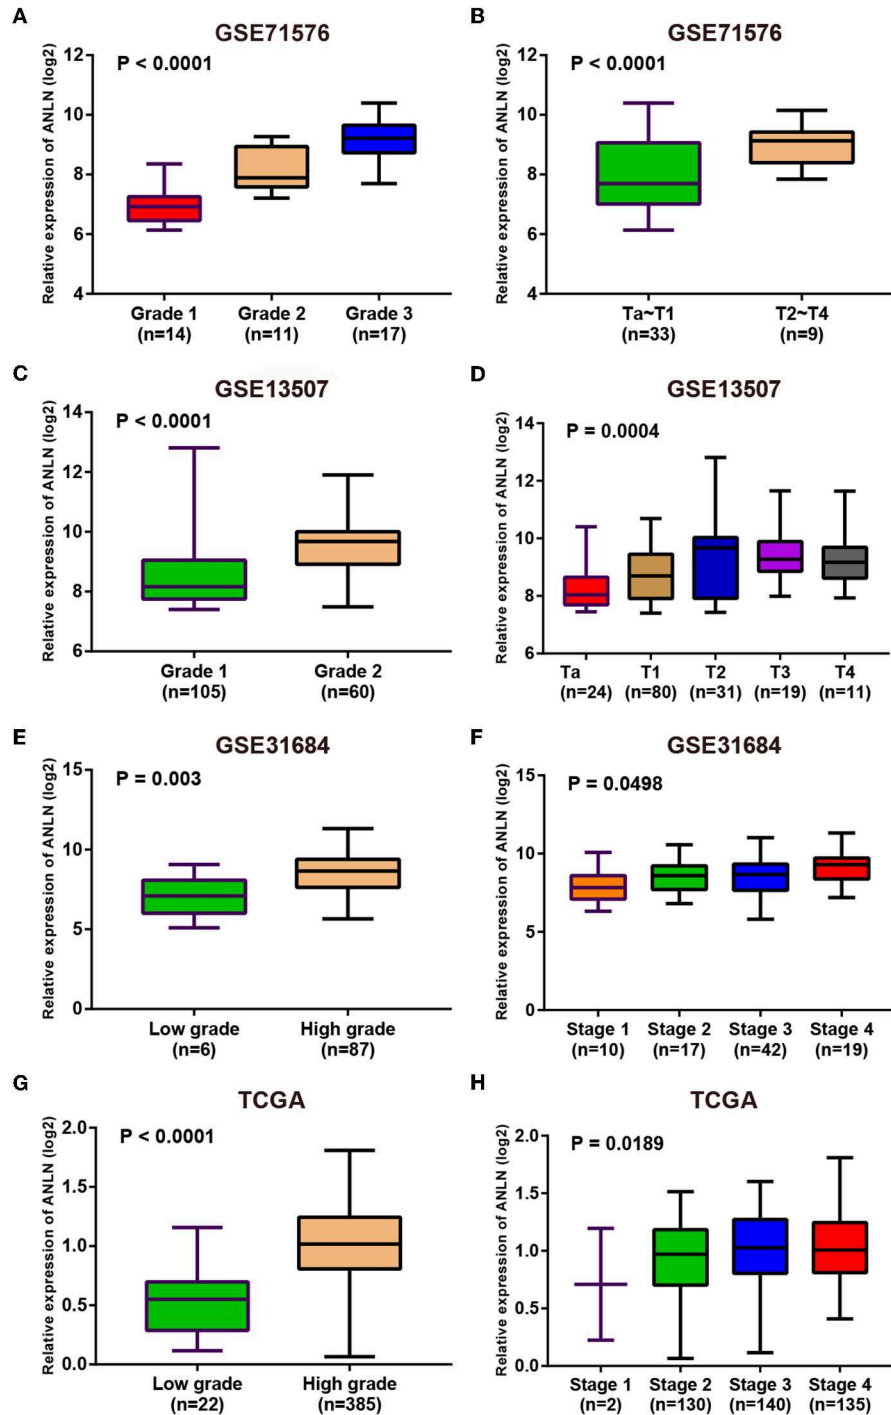 A
GSE71576
Relative expression of ANLN (log2)
P < 0.0001
12
10
8
6
4
Grade 1
(n=14)
Grade 2
(n=11)
Grade 3
(n=17)
B
GSE71576
Relative expression of ANLN (log2)
P < 0.0001
12
10
8
6
4
Ta~T1
(n=33)
T2~T4
(n=9)
C
GSE13507
Relative expression of ANLN (log2)
P < 0.0001
14
12
10
8
6
Grade 1
(n=105)
Grade 2
(n=60)
D
GSE13507
Relative expression of ANLN (log2)
P = 0.0004
14
12
10
8
6
Ta
(n=24)
T1
(n=80)
T2
(n=31)
T3
(n=19)
T4
(n=11)
E
GSE31684
Relative expression of ANLN (log2)
P = 0.003
15
10
5
0
Low grade
(n=6)
High grade
(n=87)
F
GSE31684
Relative expression of ANLN (log2)
P = 0.0498
15
10
5
0
Stage 1
(n=10)
Stage 2
(n=17)
Stage 3
(n=42)
Stage 4
(n=19)
G
TCGA
Relative expression of ANLN (log2)
P < 0.0001
2.0
1.5
1.0
0.5
0.0
Low grade
(n=22)
High grade
(n=385)
H
TCGA
Relative expression of ANLN (log2)
P = 0.0189
2.0
1.5
1.0
0.5
0.0
Stage 1
(n=2)
Stage 2
(n=130)
Stage 3
(n=140)
Stage 4
(n=135)